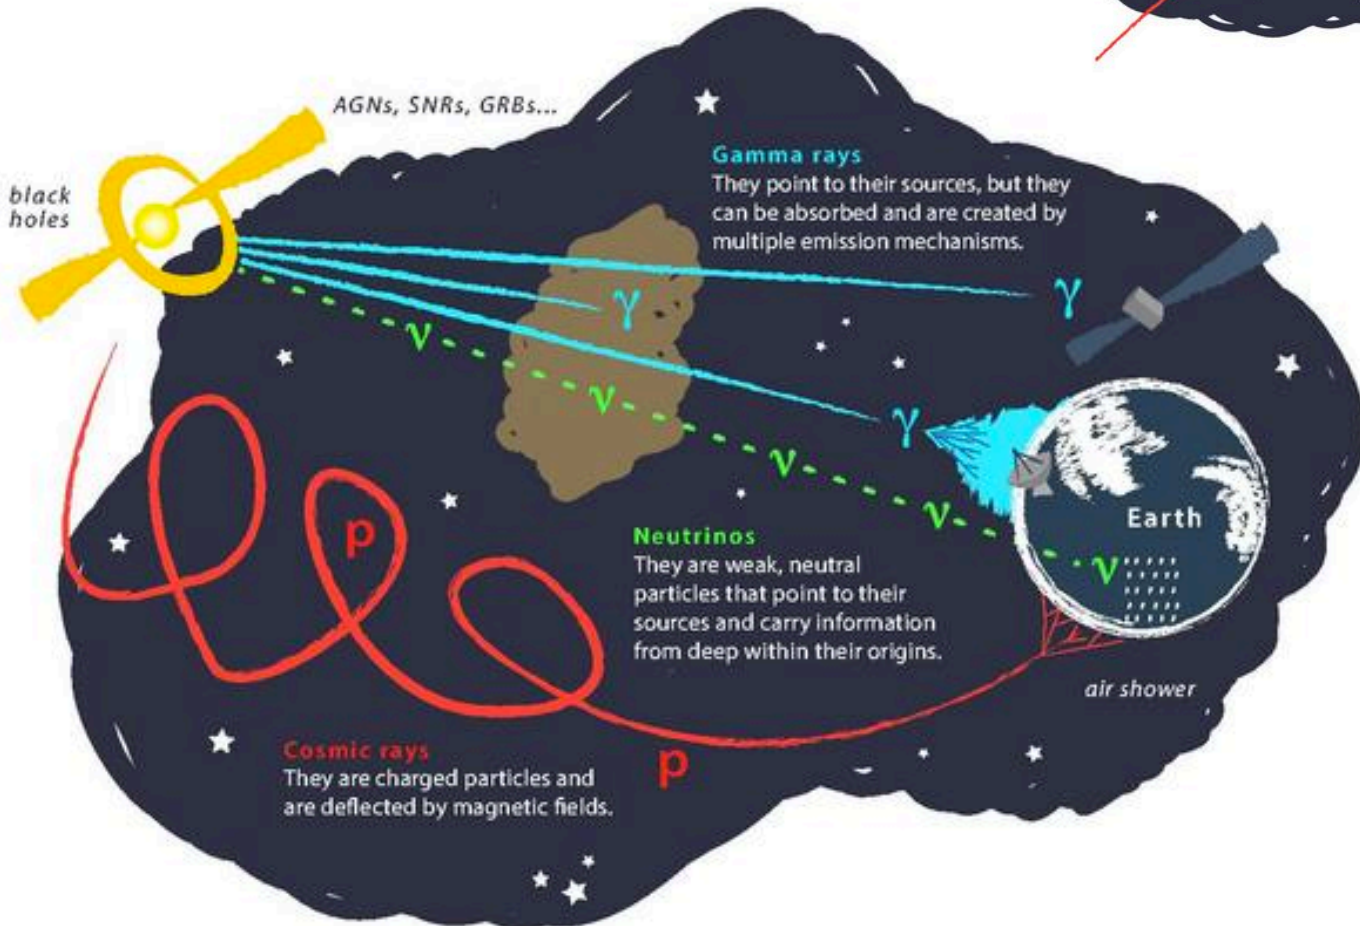 AGNs, SNRs, GRBs...
black
holes
Gamma rays
They point to their sources, but they
can be absorbed and are created by
multiple emission mechanisms.
γ
γ
ν
ν
γ
ν
ν
Earth
p
Neutrinos
They are weak, neutral
particles that point to their
sources and carry information
from deep within their origins.
ν
air shower
Cosmic rays
They are charged particles and
are deflected by magnetic fields.
p